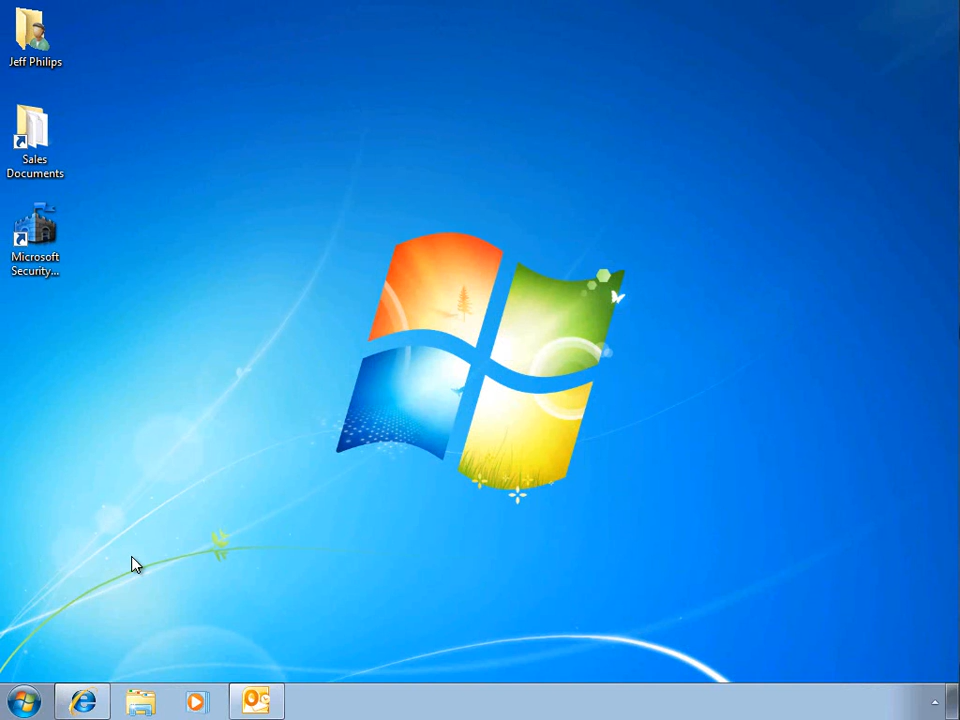 Jeff Philips
Sales
Documents
Microsoft
Security...